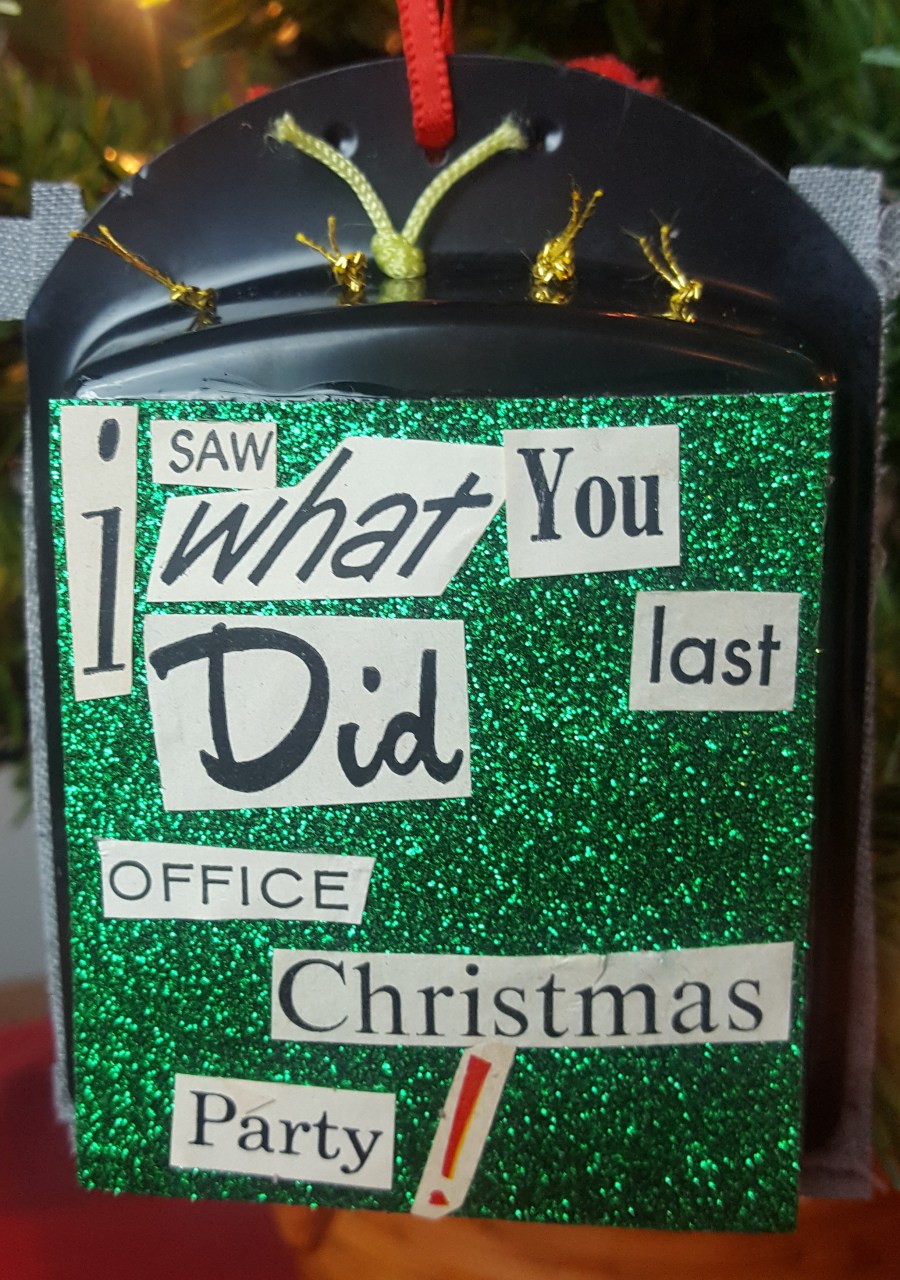 i SAW what You
Did last
OFFICE
Christmas
Party !